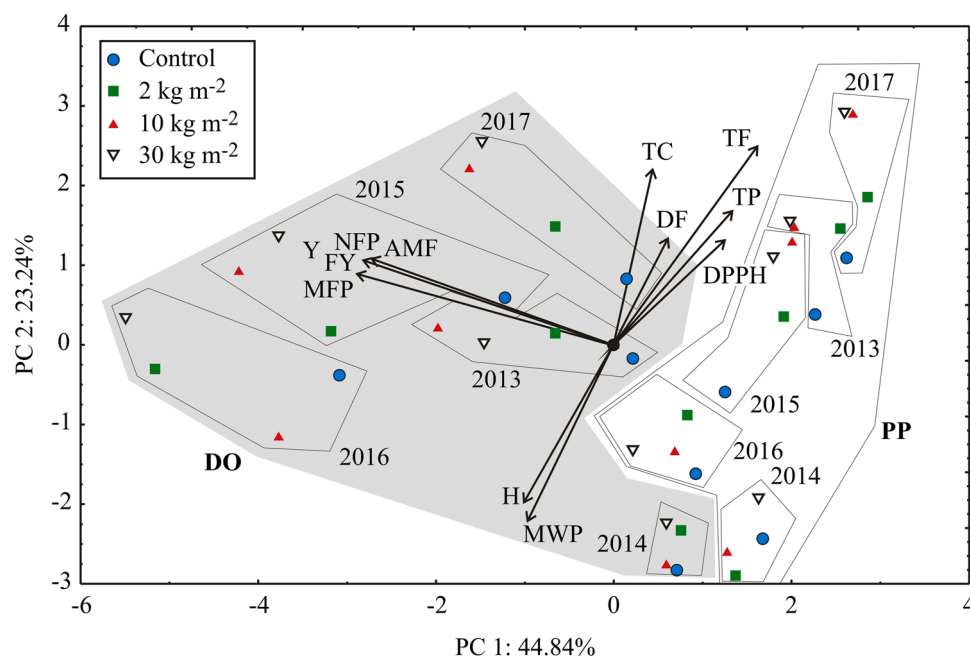 4
3
2
1
0
-1
-2
-3
PC 2: 23.24%
Control
2 kg m-2
10 kg m-2
30 kg m-2
2017
2017
TC
TF
2015
TP
DF
Y NFP AMF
FY
MFP
DPPH
2013
2013
2015
PP
DO
2016
2016
2014
H
MWP
2014
-6
-4
-2
0
2
4
PC 1: 44.84%